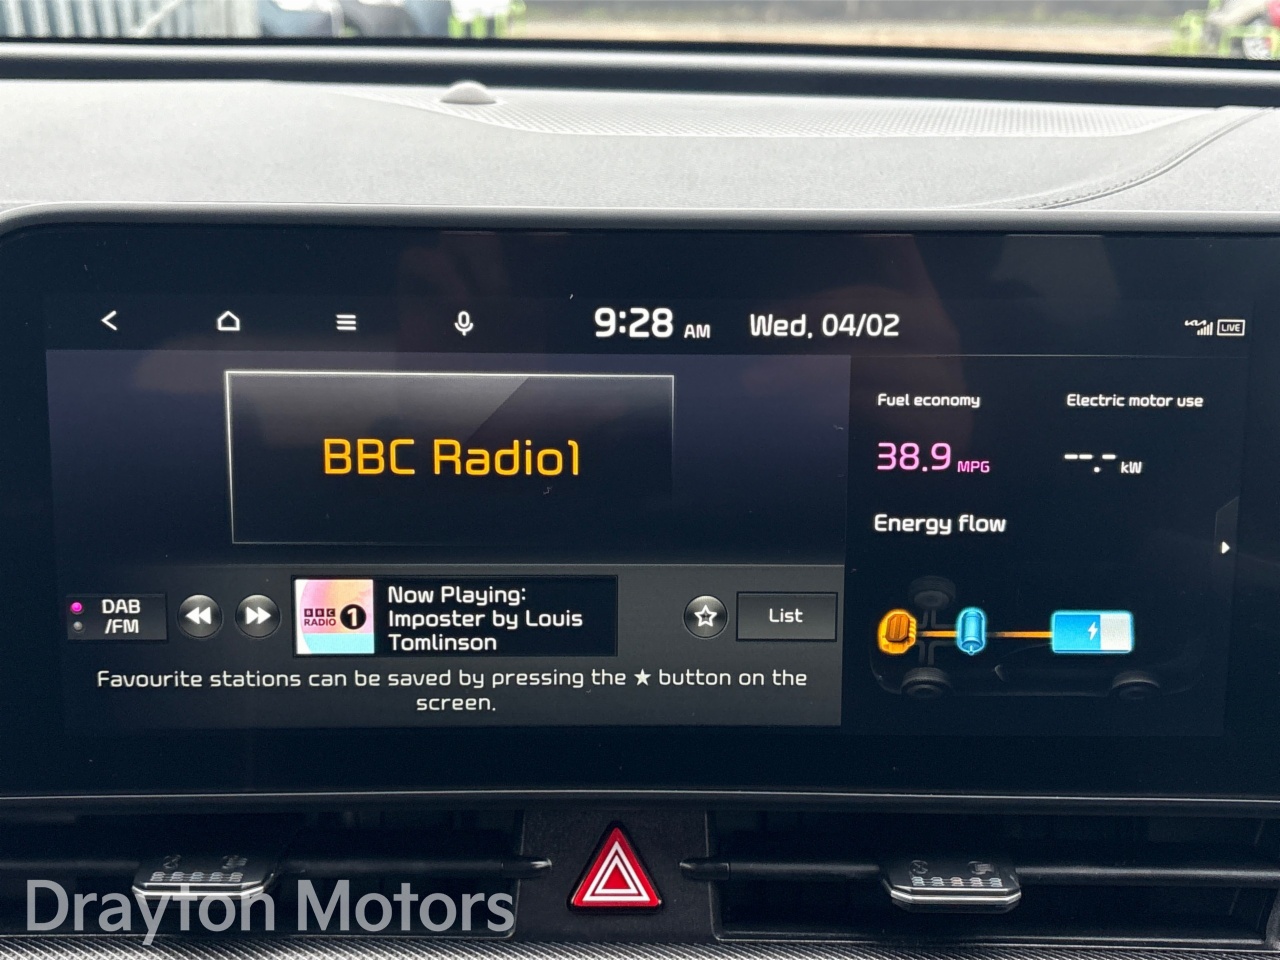 9:28 AM Wed, 04/02
LIVE
BBC Radio1
Fuel economy
Electric motor use
38.9 MPG
--.- kW
Energy flow
DAB
/FM
BBC
RADIO 1
Now Playing:
Imposter by Louis
Tomlinson
List
Favourite stations can be saved by pressing the ★ button on the
screen.
Drayton Motors